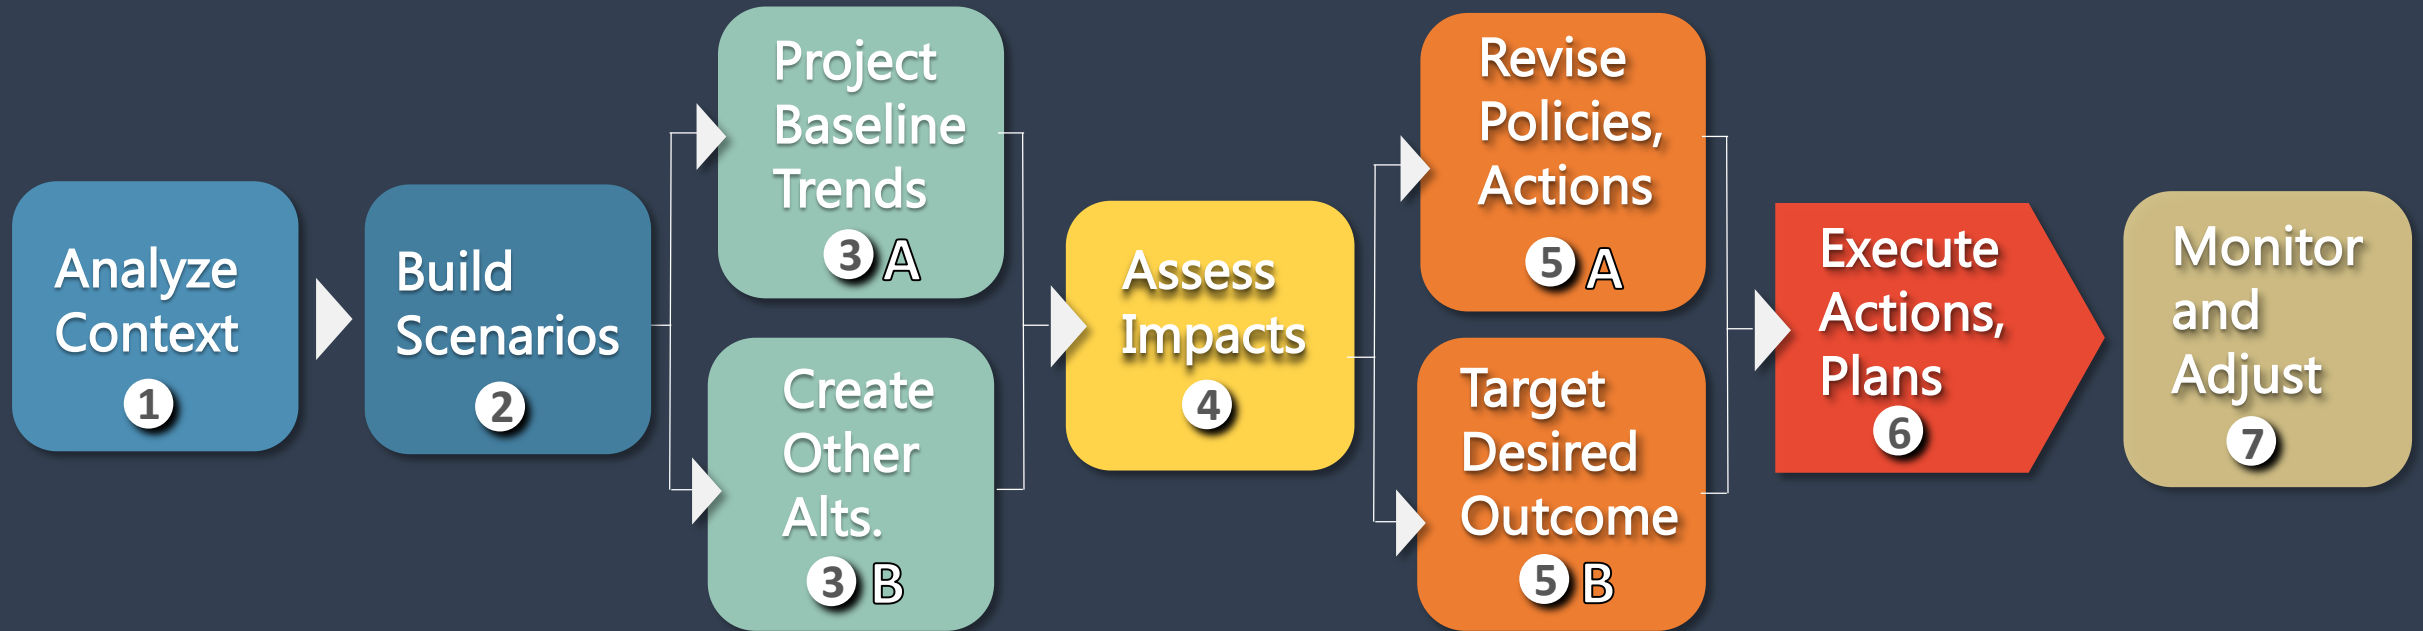 Analyze
Context
1
Build
Scenarios
2
Project
Baseline
Trends
3 A
Create
Other
Alts.
3 B
Assess
Impacts
4
Revise
Policies,
Actions
5 A
Target
Desired
Outcome
5 B
Execute
Actions,
Plans
6
Monitor
and
Adjust
7